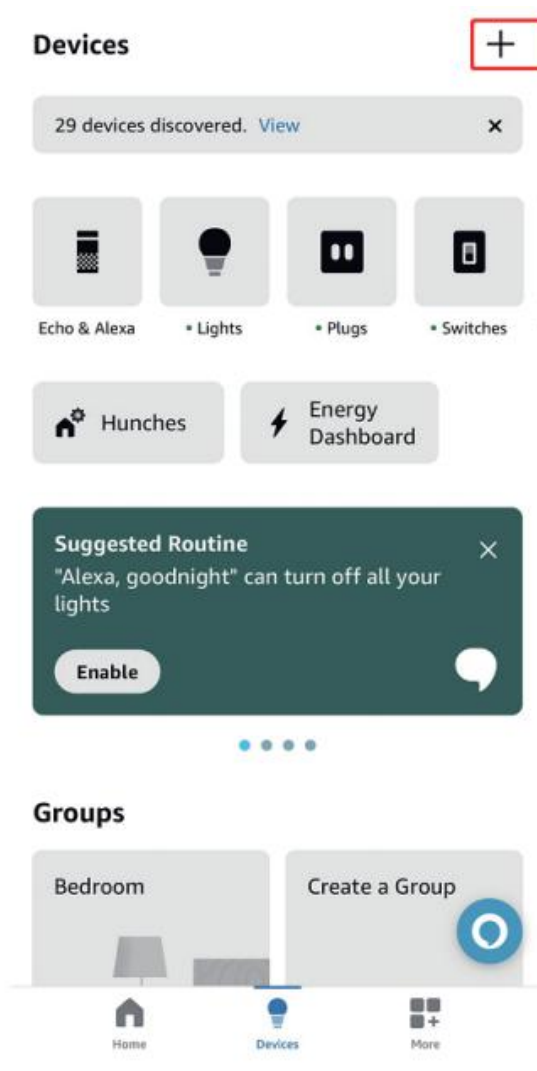 Devices
29 devices discovered. View
Echo & Alexa
• Lights
• Plugs
• Switches
Hunches
Energy
Dashboard
Suggested Routine
"Alexa, goodnight" can turn off all your
lights
Enable
Groups
Bedroom
Create a Group
Home
Devices
More